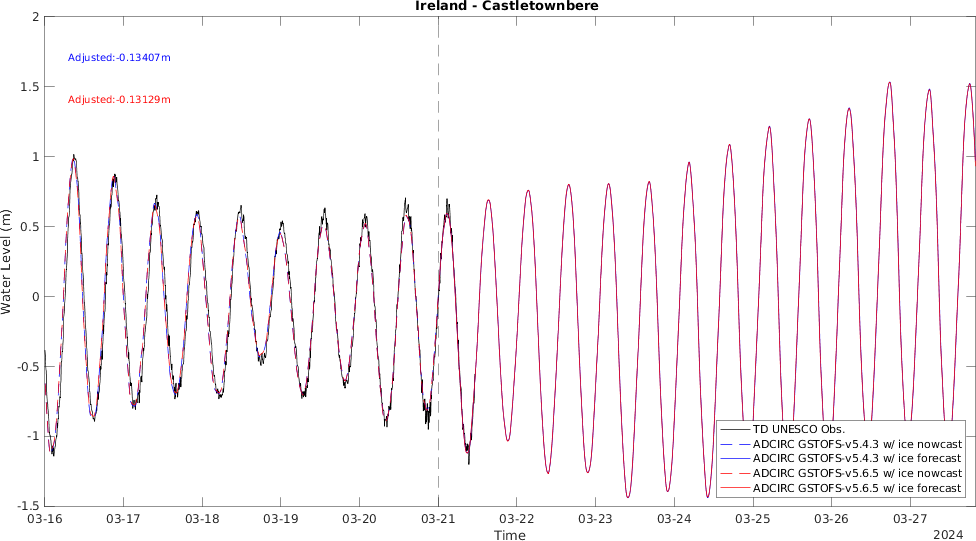 Ireland - Castletownbere
Adjusted:-0.13407m
Adjusted:-0.13129m
Water Level (m)
2
1.5
1
0.5
0
-0.5
-1
-1.5
03-16 03-17 03-18 03-19 03-20 03-21 03-22 03-23 03-24 03-25 03-26 03-27
Time
2024
TD UNESCO Obs.
ADCIRC GSTOFS-v5.4.3 w/ ice nowcast
ADCIRC GSTOFS-v5.4.3 w/ ice forecast
ADCIRC GSTOFS-v5.6.5 w/ ice nowcast
ADCIRC GSTOFS-v5.6.5 w/ ice forecast